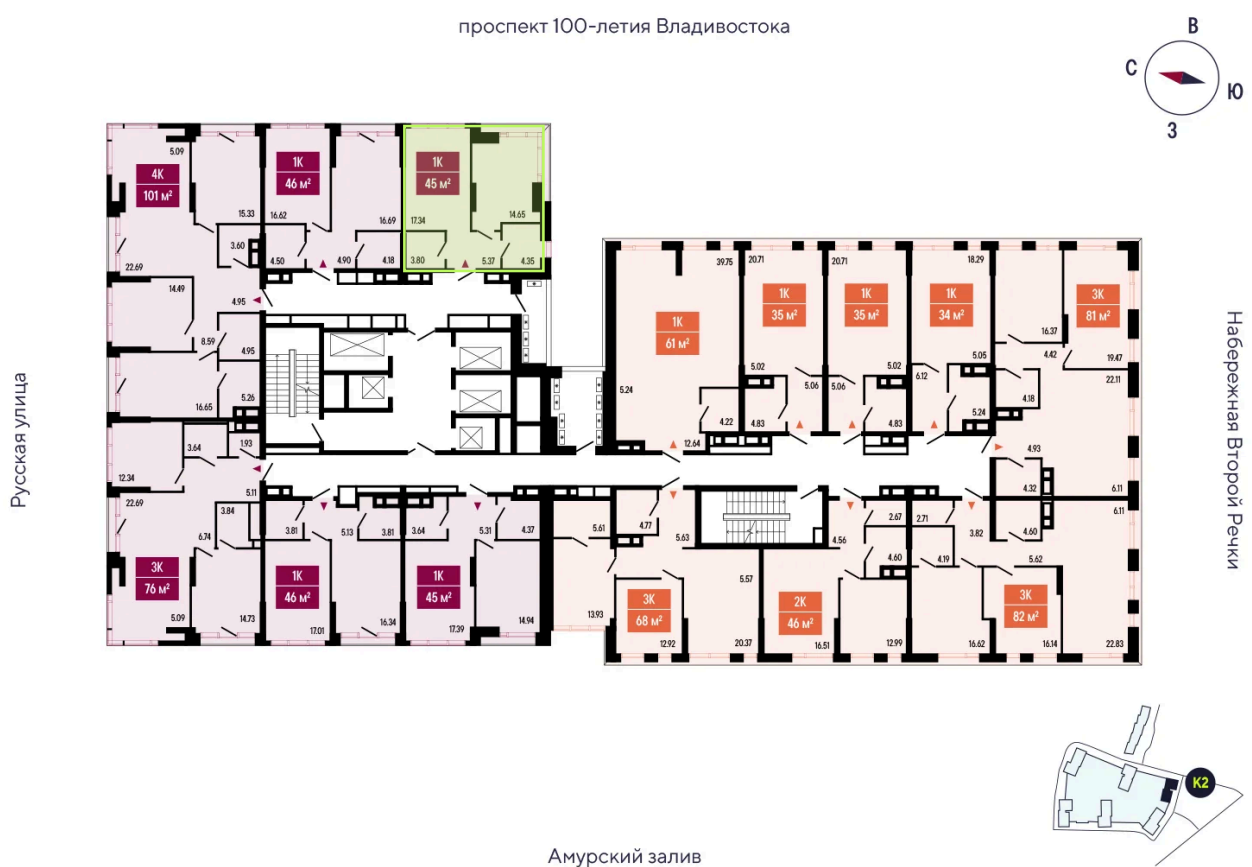 проспект 100-летия Владивостока
В
С
Ю
З
5.09
4К
101 м²
15.33
3.60
22.69
14.49
4.95
8.59
4.95
16.65
5.26
1К
46 м²
16.62
16.69
4.50
4.90
4.18
1К
45 м²
17.34
14.65
3.80
5.37
4.35
39.75
1К
61 м²
5.24
4.22
12.64
20.71
1К
35 м²
5.02
5.06
4.83
20.71
1К
35 м²
5.02
5.06
4.83
18.29
1К
34 м²
5.05
6.12
5.24
3К
81 м²
16.37
4.42
19.47
22.11
4.18
4.93
4.32
6.11
Русская улица
Набережная Второй Речки
1.93
3.64
12.34
5.11
22.69
3.84
6.74
3К
76 м²
5.09
14.73
3.81
5.13
3.81
1К
46 м²
17.01
16.34
3.64
5.31
4.37
1К
45 м²
17.39
14.94
5.61
4.77
5.63
5.57
3К
68 м²
13.93
12.92
20.37
2.67
4.56
4.60
2К
46 м²
16.51
12.99
2.71
3.82
4.60
6.11
4.19
5.62
3К
82 м²
16.62
16.14
22.83
К2
Амурский залив